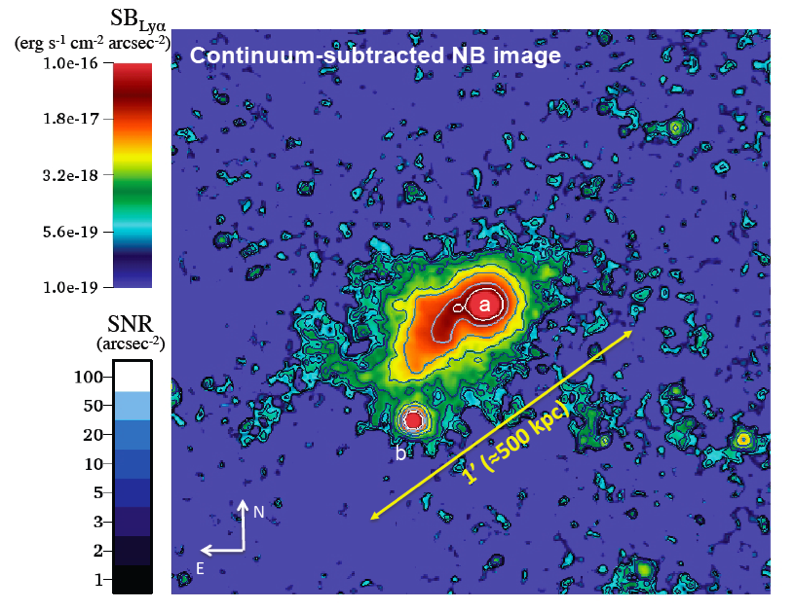 SB Lyα
(erg s-1 cm-2 arcsec-2)
1.0e-16
1.8e-17
3.2e-18
5.6e-19
1.0e-19
SNR
(arcsec-2)
100
50
20
10
5
3
2
1
Continuum-subtracted NB image
a
b
1' (≈500 kpc)
N
E